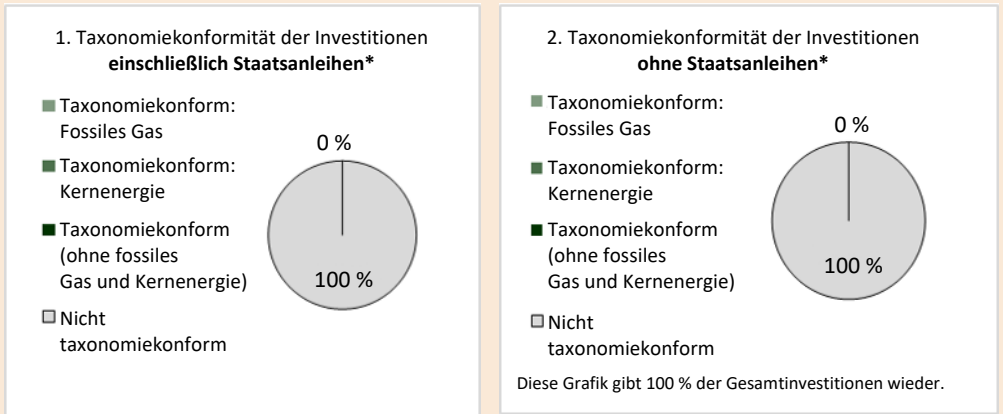 1. Taxonomiekonformität der Investitionen
einschließlich Staatsanleihen*
Taxonomiekonform:
Fossiles Gas
Taxonomiekonform:
Kernenergie
Taxonomiekonform
(ohne fossiles
Gas und Kernenergie)
Nicht
taxonomiekonform
0 %
100 %
2. Taxonomiekonformität der Investitionen
ohne Staatsanleihen*
Taxonomiekonform:
Fossiles Gas
Taxonomiekonform:
Kernenergie
Taxonomiekonform
(ohne fossiles
Gas und Kernenergie)
Nicht
taxonomiekonform
0 %
100 %
Diese Grafik gibt 100 % der Gesamtinvestitionen wieder.